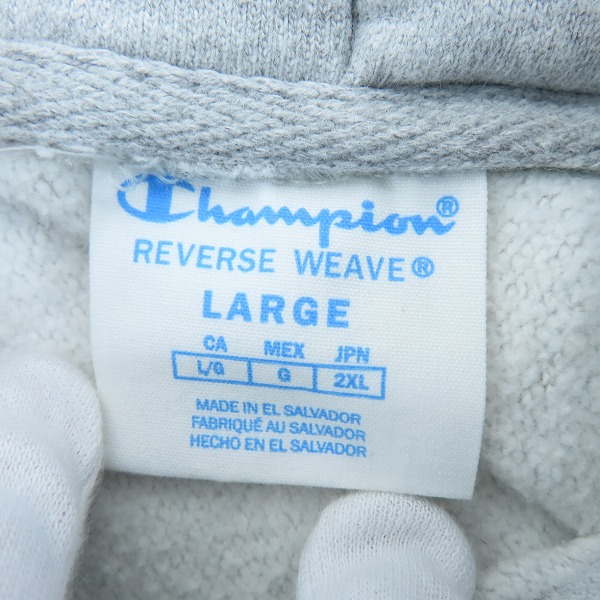 Champion®
REVERSE WEAVE®
LARGE
CA MEX JPN
L/G G 2XL
MADE IN EL SALVADOR
FABRIQUÉ AU SALVADOR
HECHO EN EL SALVADOR